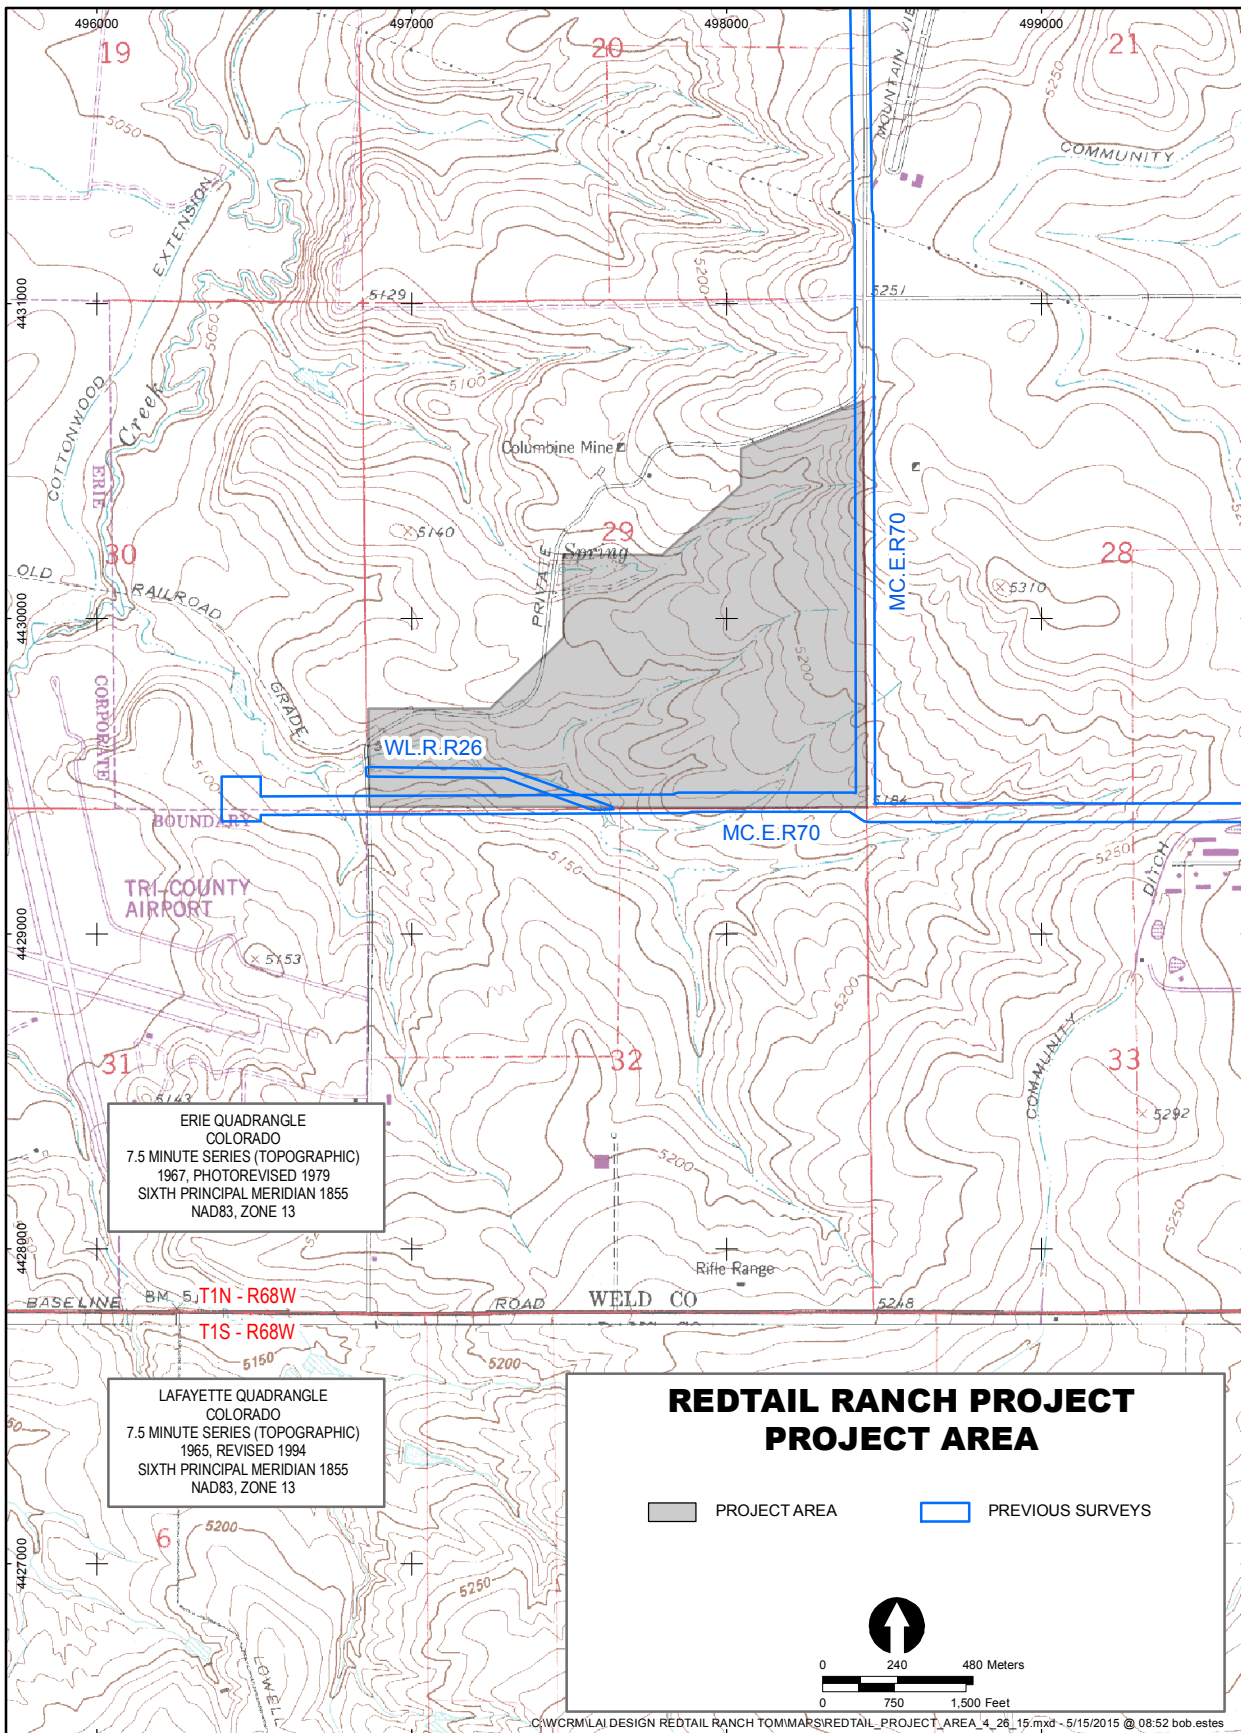 496000
497000
498000
499000
19
20
21
5250
MOUNTAIN
5050
COMMUNITY
EXTENSION
5200
4431000
5129
5251
5050
5100
COTTONWOOD
Creek
Columbine Mine
ERIE
5140
29
MC.E.R70
28
30
Spring
PRIVATE
OLD
RAILROAD
5310
4430000
5200
GRADE
CORPORATE
WL.R.R26
5100
5184
BOUNDARY
MC.E.R70
5150
5250
DITCH
TRI-COUNTY
AIRPORT
4429000
5153
5200
COMMUNITY
31
32
33
5143
5292
ERIE QUADRANGLE
COLORADO
7.5 MINUTE SERIES (TOPOGRAPHIC)
1967, PHOTOREVISED 1979
SIXTH PRINCIPAL MERIDIAN 1855
NAD83, ZONE 13
5200
5250
4428000
Rifle Range
BASELINE
BM
T1N - R68W
ROAD
WELD CO
5248
T1S - R68W
5150
5200
LAFAYETTE QUADRANGLE
COLORADO
7.5 MINUTE SERIES (TOPOGRAPHIC)
1965, REVISED 1994
SIXTH PRINCIPAL MERIDIAN 1855
NAD83, ZONE 13
REDTAIL RANCH PROJECT
PROJECT AREA
PROJECT AREA
PREVIOUS SURVEYS
5200
6
4427000
5250
LOWELL
0 240 480 Meters
0 750 1,500 Feet
C:\WCRM\LAI DESIGN REDTAIL RANCH TOM\MAPS\REDTAIL_PROJECT_AREA_4_26_15.mxd - 5/15/2015 @ 08:52 bob.estes